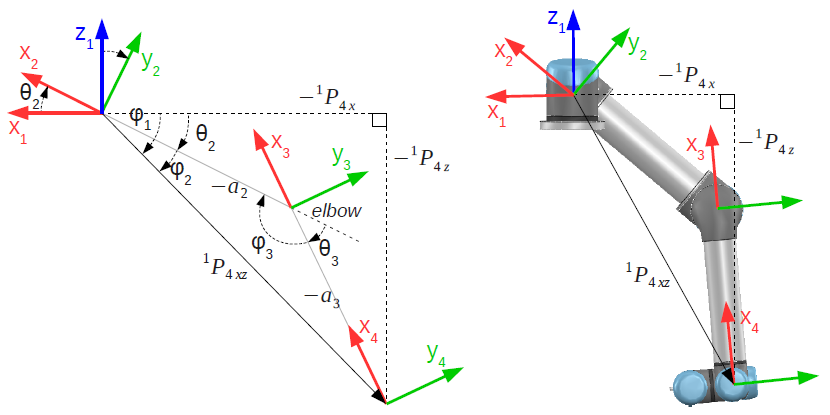 z₁
y₂
x₂
θ₂
x₁
−¹P₄ₓ
φ₁
θ₂
φ₂
−¹P₄z
x₃
y₃
−a₂
elbow
φ₃
θ₃
¹P₄xz
−a₃
x₄
y₄
z₁
y₂
x₂
x₁
−¹P₄ₓ
−¹P₄z
x₃
¹P₄xz
x₄